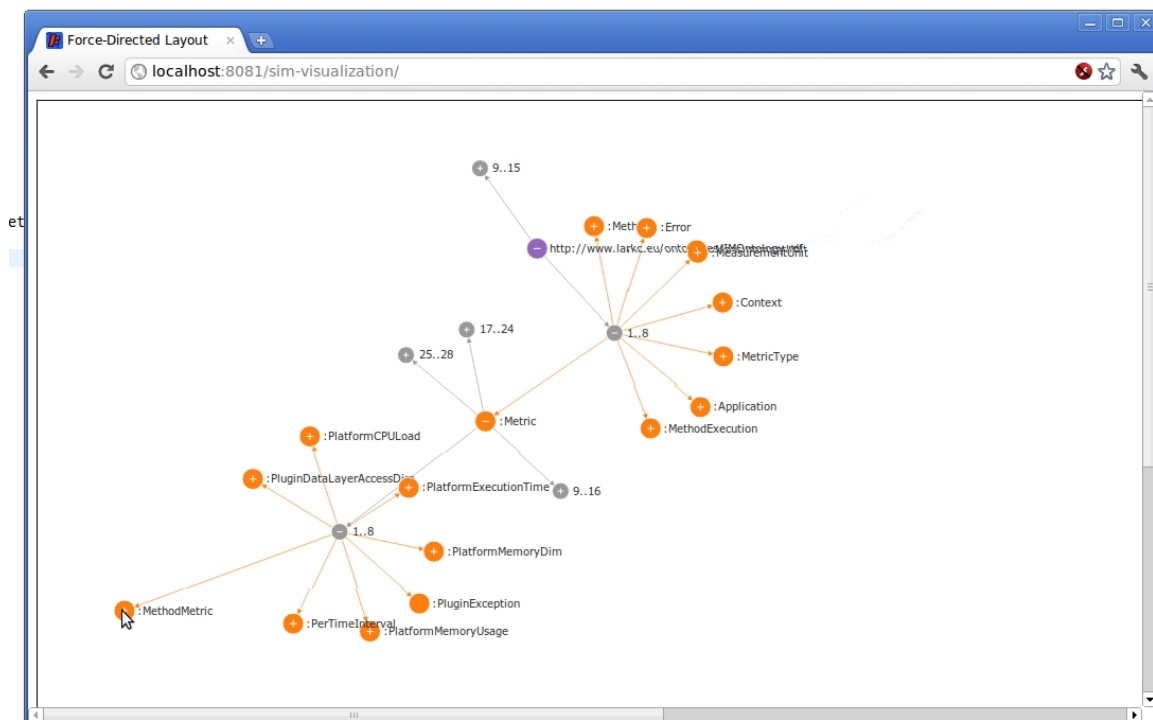 Force-Directed Layout
localhost:8081/sim-visualization/
et
9..15
:Error
:MeasurementUnit
:Context
17..24
1..8
25..28
:MetricType
:Application
:Metric
:MethodExecution
:PlatformCPULoad
:PlatformExecutionTime
9..16
1..8
:PlatformMemoryDim
:PluginException
:MethodMetric
:PerTimeInterval
:PlatformMemoryUsage